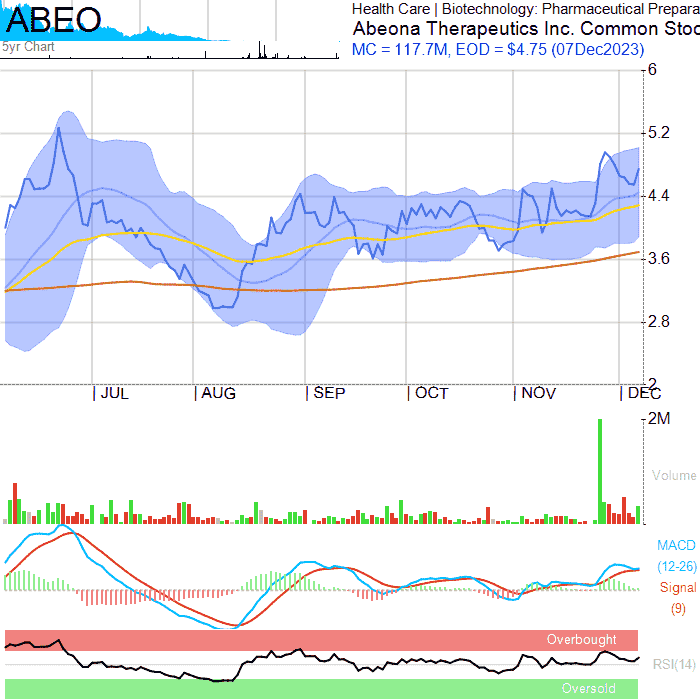 ABEO
5yr Chart
Health Care | Biotechnology: Pharmaceutical Prepara
Abeona Therapeutics Inc. Common Stoc
MC = 117.7M, EOD = $4.75 (07Dec2023)
6
5.2
4.4
3.6
2.8
2
JUL AUG SEP OCT NOV DEC
2M
Volume
MACD
(12-26)
Signal
(9)
Overbought
RSI(14)
Oversold